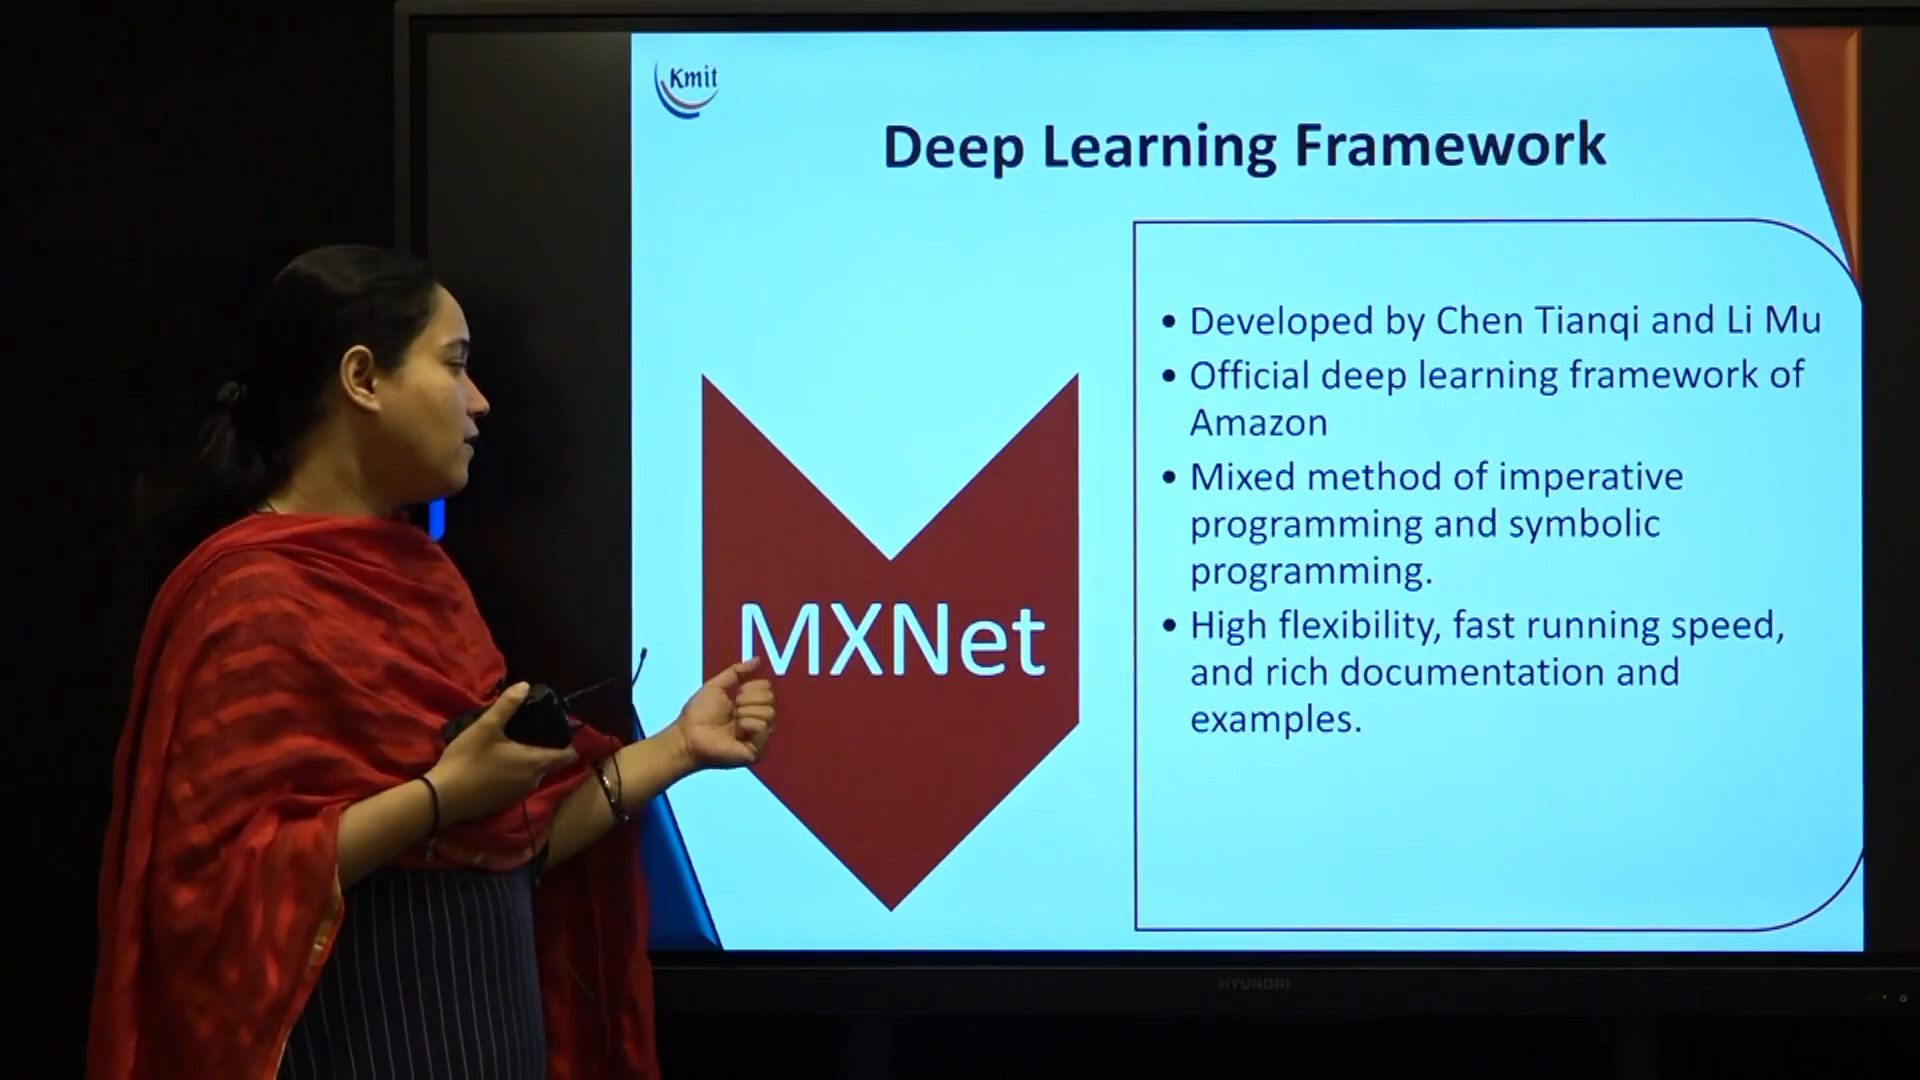 Kmit
Deep Learning Framework
• Developed by Chen Tianqi and Li Mu
• Official deep learning framework of
Amazon
• Mixed method of imperative
programming and symbolic
programming.
• High flexibility, fast running speed,
and rich documentation and
examples.
MXNet
HYUNDAI